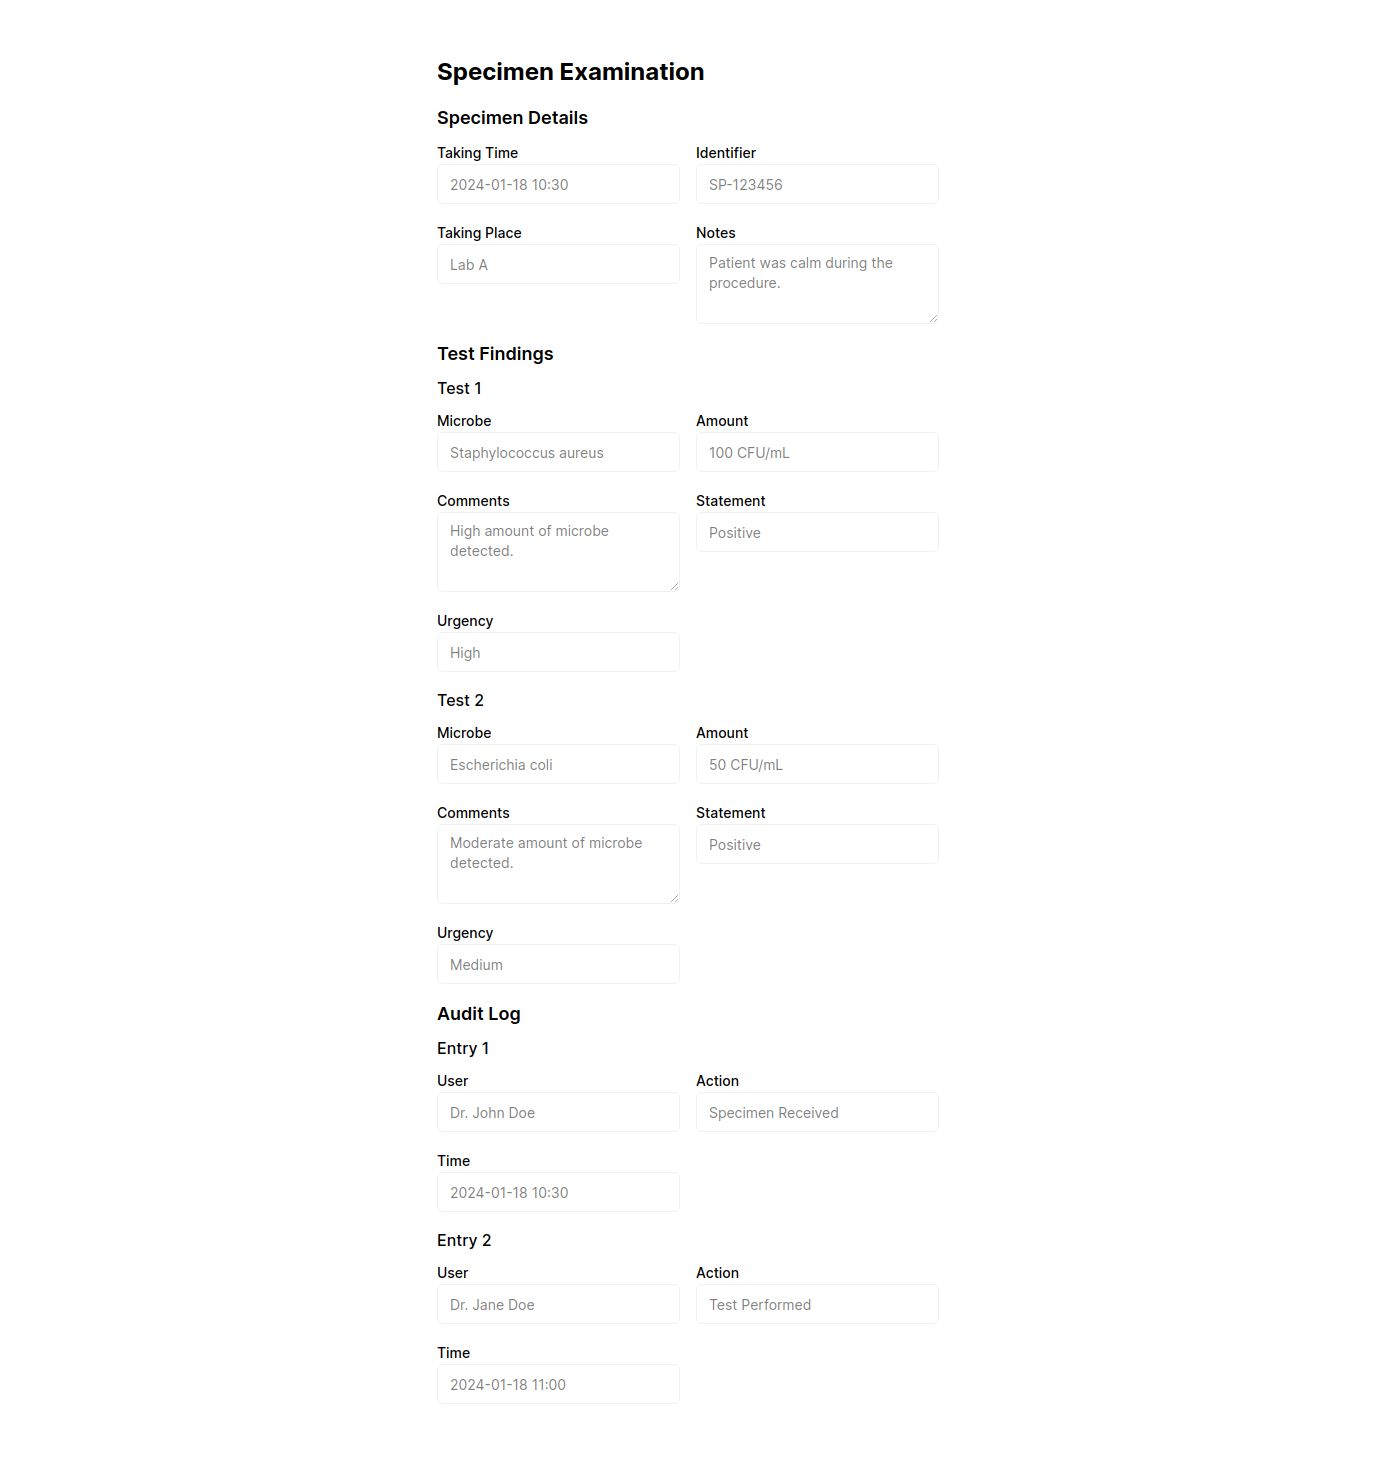 Specimen Examination
Specimen Details
Taking Time
2024-01-18 10:30
Identifier
SP-123456
Taking Place
Lab A
Notes
Patient was calm during the
procedure.
Test Findings
Test 1
Microbe
Staphylococcus aureus
Amount
100 CFU/mL
Comments
High amount of microbe
detected.
Statement
Positive
Urgency
High
Test 2
Microbe
Escherichia coli
Amount
50 CFU/mL
Comments
Moderate amount of microbe
detected.
Statement
Positive
Urgency
Medium
Audit Log
Entry 1
User
Dr. John Doe
Action
Specimen Received
Time
2024-01-18 10:30
Entry 2
User
Dr. Jane Doe
Action
Test Performed
Time
2024-01-18 11:00